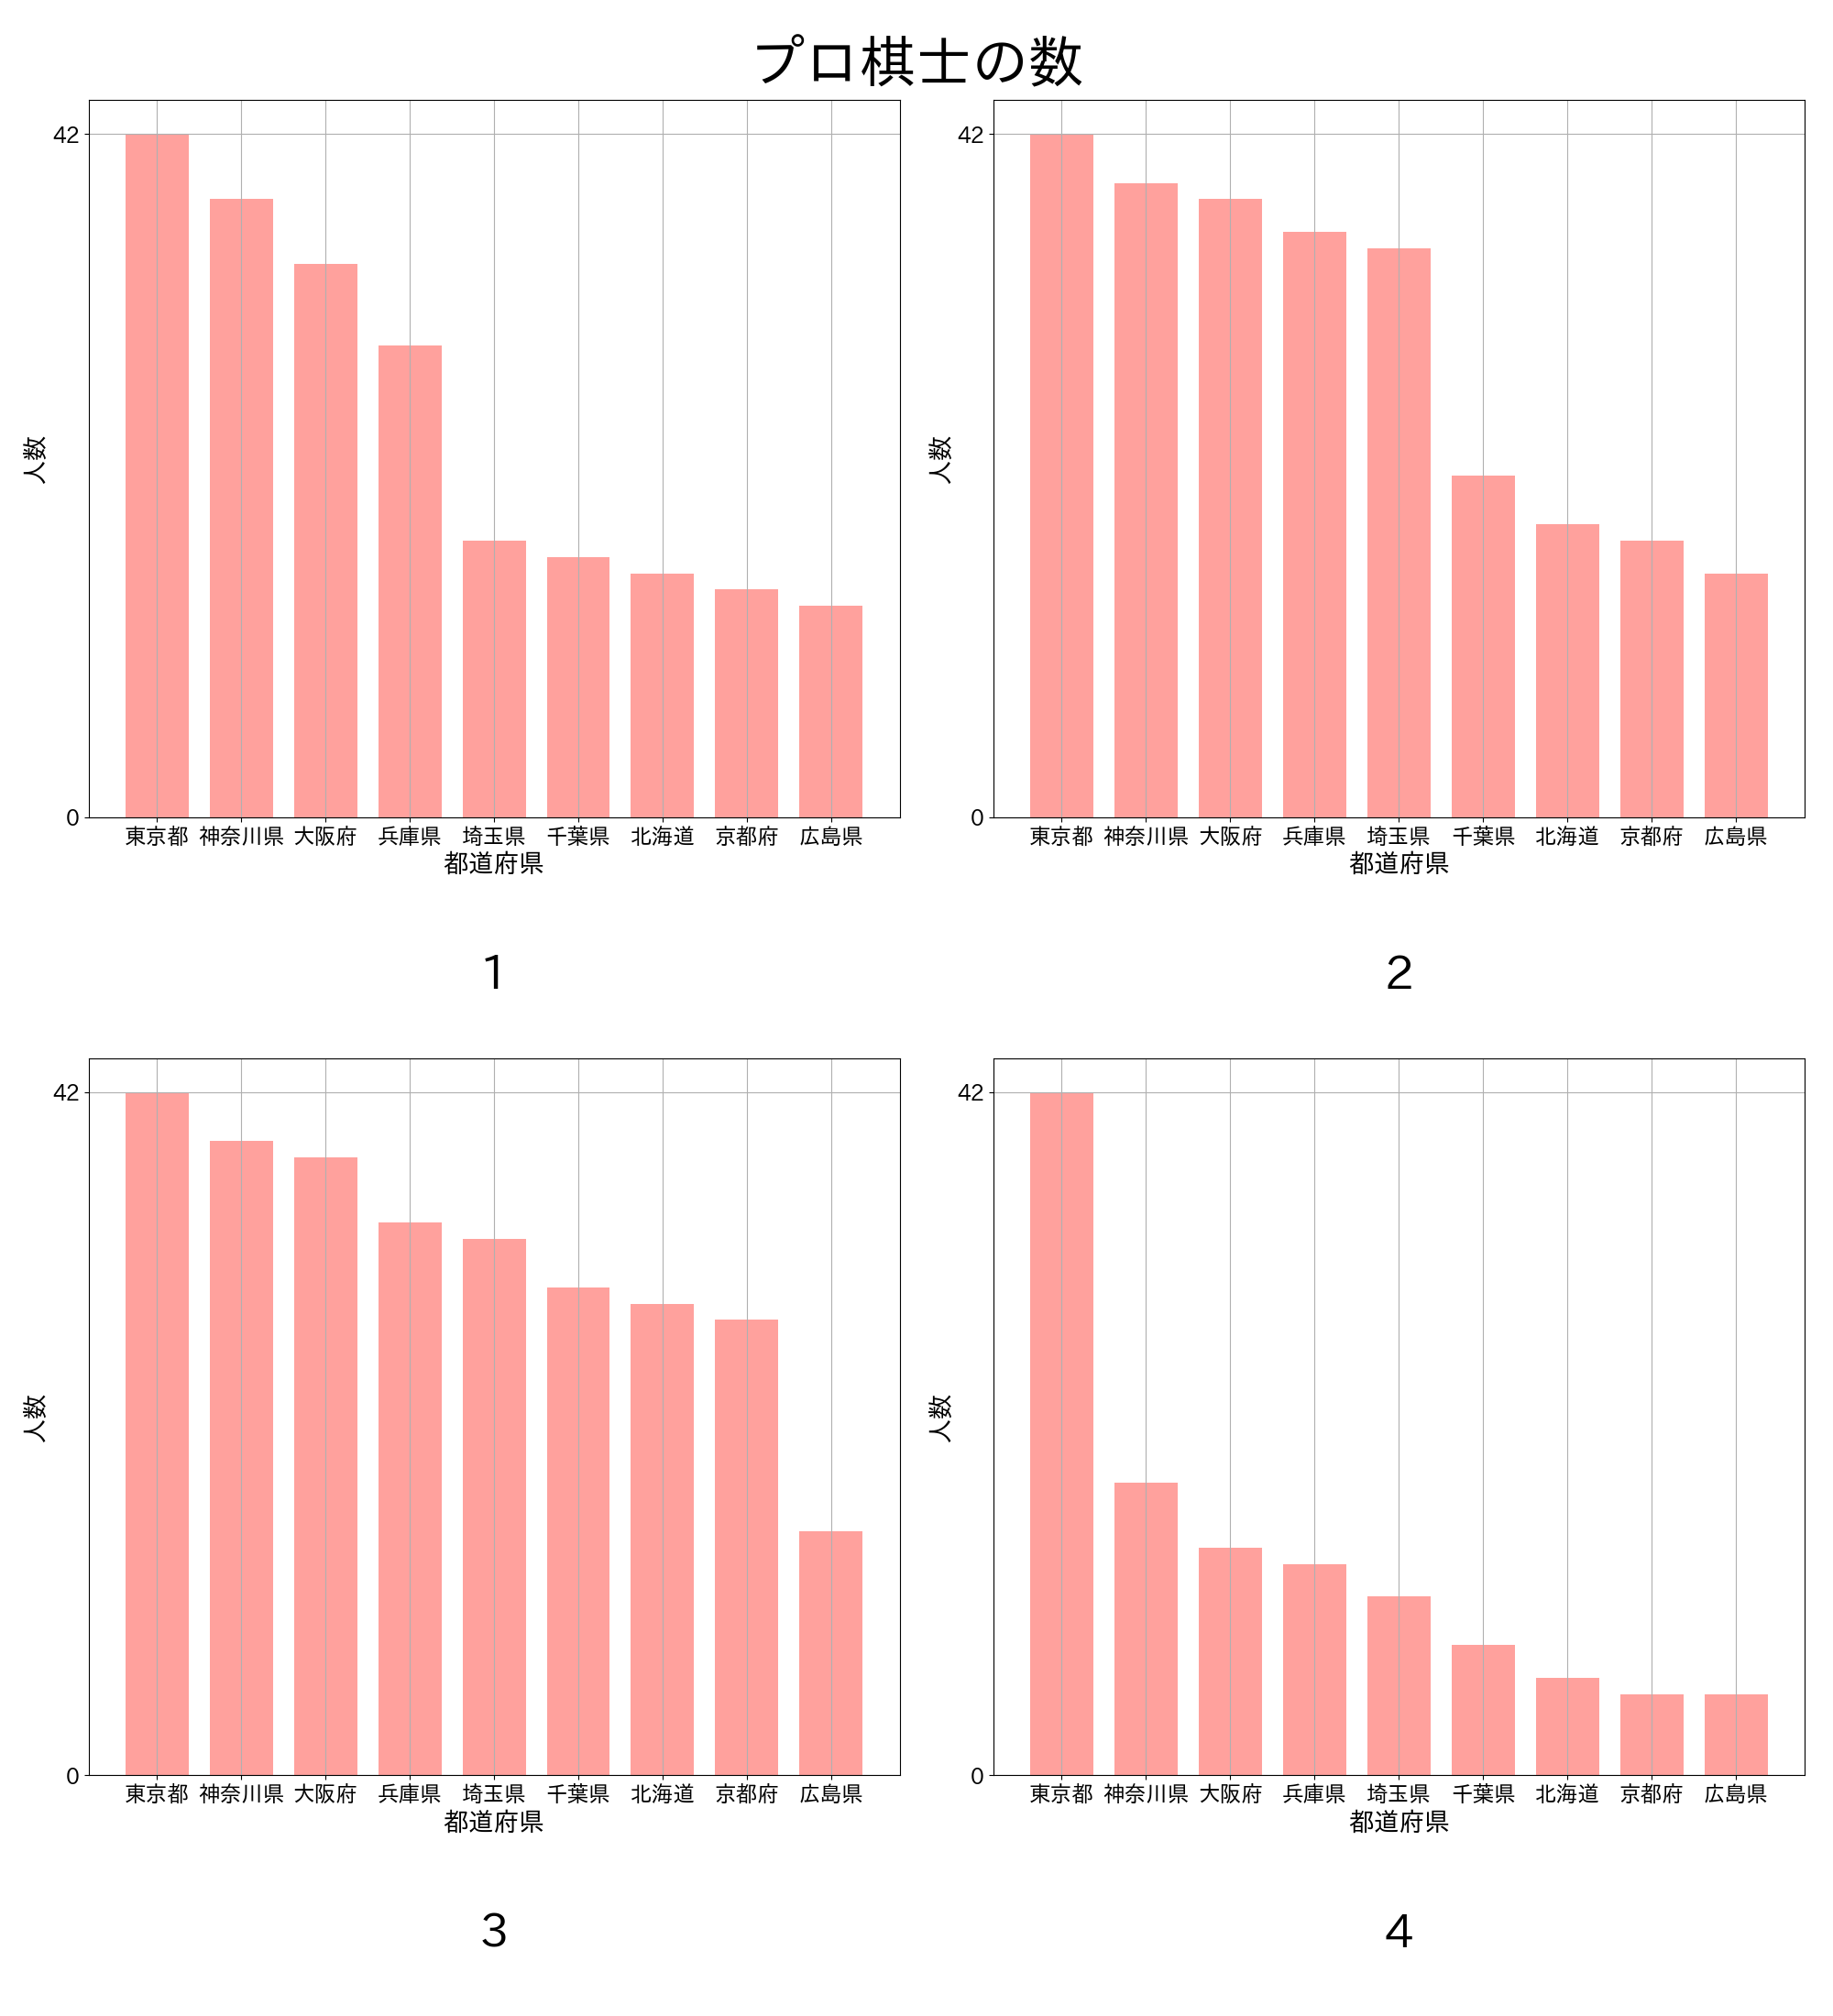 プロ棋士の数
42
人数
0
東京都 神奈川県 大阪府 兵庫県 埼玉県 千葉県 北海道 京都府 広島県
都道府県
1
42
人数
0
東京都 神奈川県 大阪府 兵庫県 埼玉県 千葉県 北海道 京都府 広島県
都道府県
2
42
人数
0
東京都 神奈川県 大阪府 兵庫県 埼玉県 千葉県 北海道 京都府 広島県
都道府県
3
42
人数
0
東京都 神奈川県 大阪府 兵庫県 埼玉県 千葉県 北海道 京都府 広島県
都道府県
4